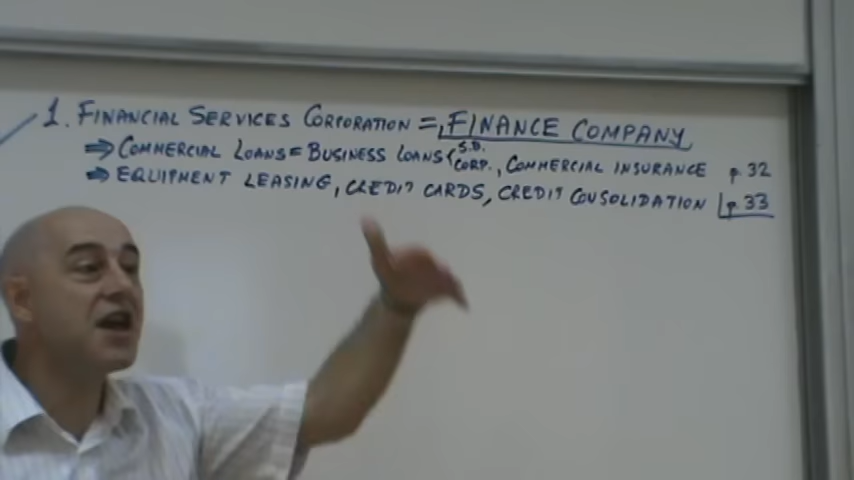 1. FINANCIAL SERVICES CORPORATION =, FINANCE COMPANY
⇒ COMMERCIAL LOANS = BUSINESS LOANS < S.B. CORP., COMMERCIAL INSURANCE p. 32
⇒ EQUIPMENT LEASING, CREDIT CARDS, CREDIT CONSOLIDATION p. 33